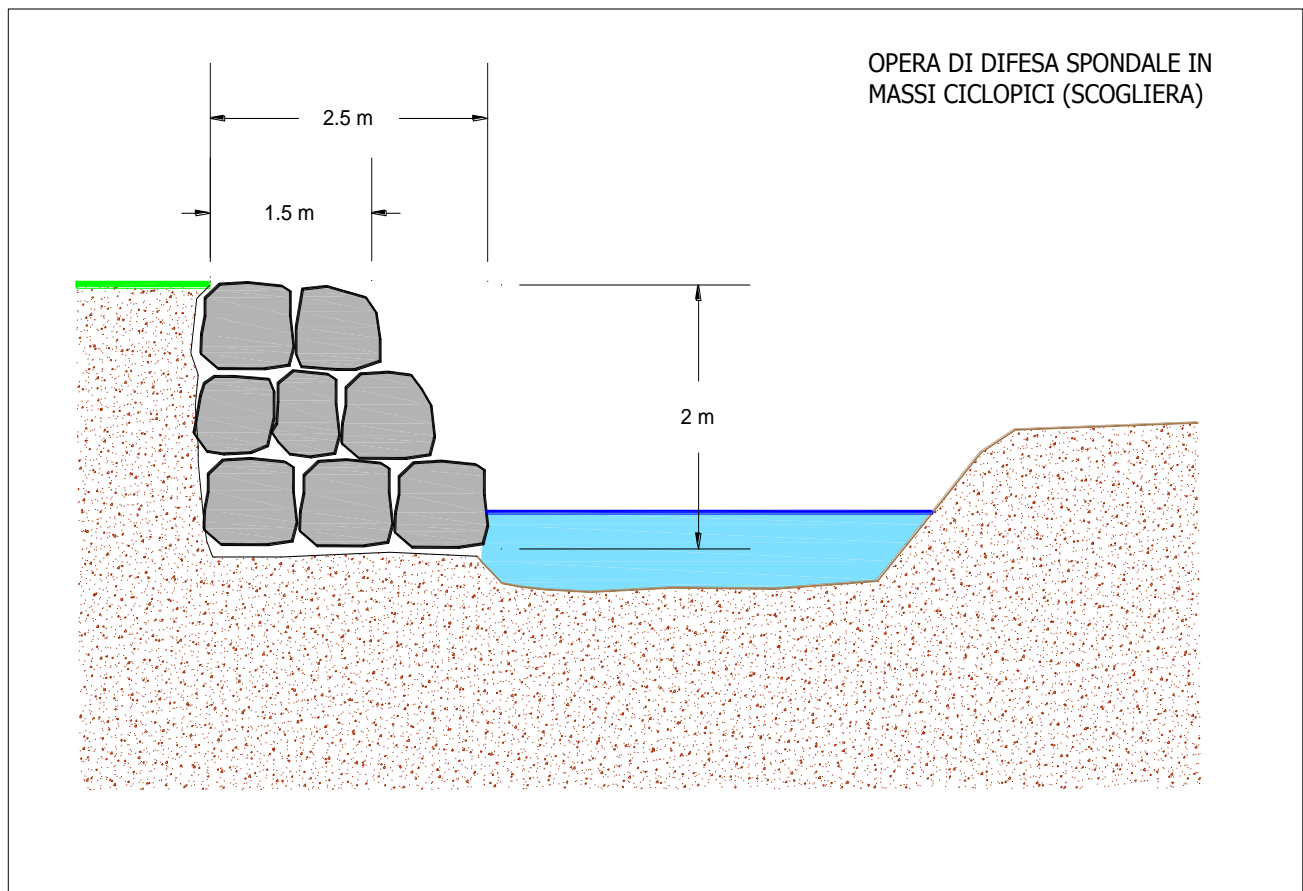 OPERA DI DIFESA SPONDALE IN
MASSI CICLOPICI (SCOGLIERA)
2.5 m
1.5 m
2 m